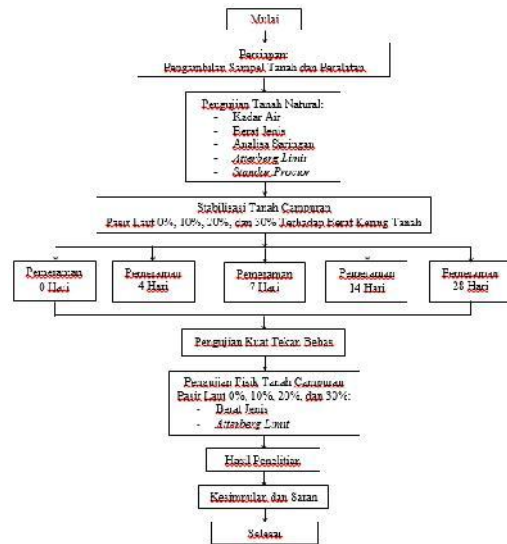 Mulai
Persiapan:
Pengambilan Sampel Tanah dan Peralatan
Pengujian Tanah Natural:
- Kadar Air
- Berat Jenis
- Analisa Saringan
- Atterberg Limit
- Standar Proctor
Stabilisasi Tanah Campuran
Pasir Laut 0%, 10%, 20%, dan 30% Terhadap Berat Kering Tanah
Pemeraman
0 Hari
Pemeraman
4 Hari
Pemeraman
7 Hari
Pemeraman
14 Hari
Pemeraman
28 Hari
Pengujian Kuat Tekan Bebas
Pengujian Fisik Tanah Campuran
Pasir Laut 0%, 10%, 20%, dan 30%:
- Berat Jenis
- Atterberg Limit
Hasil Penelitian
Kesimpulan dan Saran
Selesai